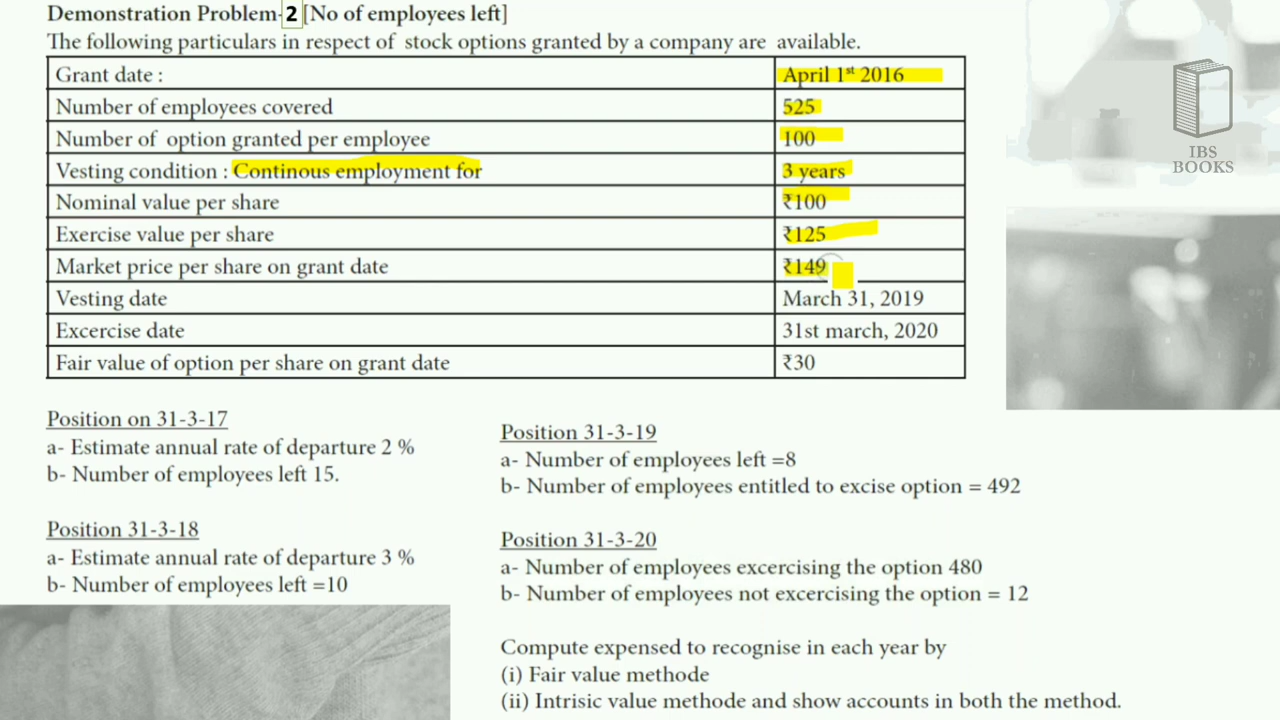 Demonstration Problem-2 [No of employees left]
The following particulars in respect of stock options granted by a company are available.
Grant date : April 1st 2016
Number of employees covered 525
Number of option granted per employee 100
Vesting condition : Continous employment for 3 years
Nominal value per share ₹100
Exercise value per share ₹125
Market price per share on grant date ₹149
Vesting date March 31, 2019
Excercise date 31st march, 2020
Fair value of option per share on grant date ₹30
IBS
BOOKS
Position on 31-3-17
a- Estimate annual rate of departure 2 %
b- Number of employees left 15.
Position 31-3-18
a- Estimate annual rate of departure 3 %
b- Number of employees left =10
Position 31-3-19
a- Number of employees left =8
b- Number of employees entitled to excise option = 492
Position 31-3-20
a- Number of employees excercising the option 480
b- Number of employees not excercising the option = 12
Compute expensed to recognise in each year by
(i) Fair value methode
(ii) Intrisic value methode and show accounts in both the method.